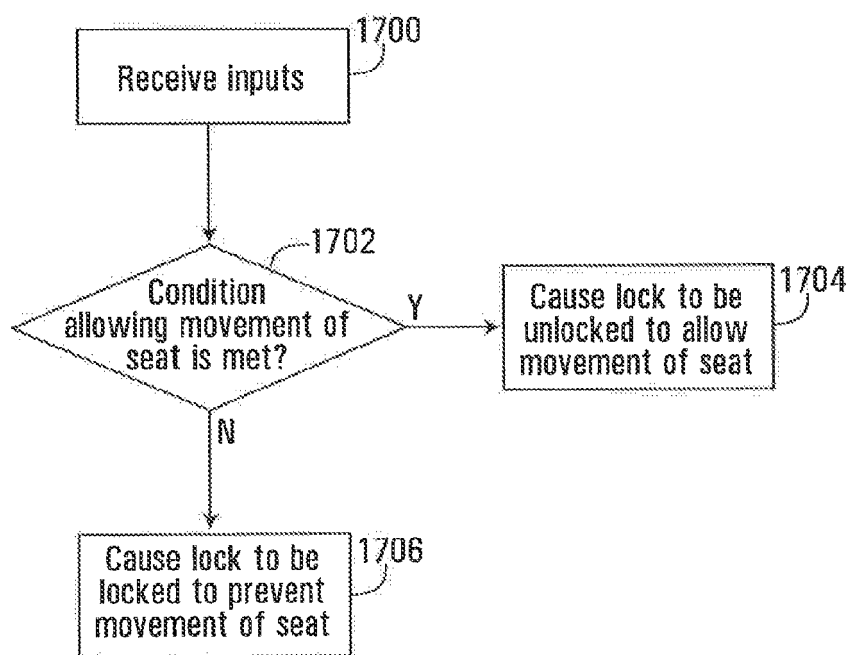 1700
Receive inputs
1702
Condition
allowing movement of
seat is met?
Y
1704
Cause lock to be
unlocked to allow
movement of seat
N
1706
Cause lock to be
locked to prevent
movement of seat